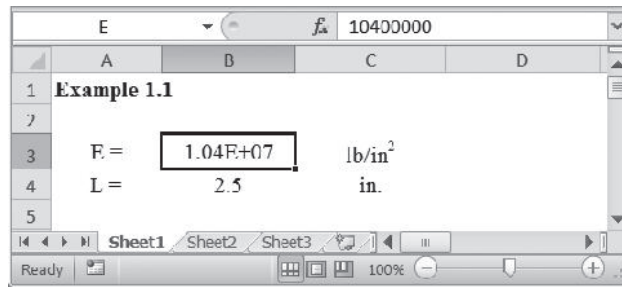 E fx 10400000
A B C D
1 Example 1.1
2
3 E = 1.04E+07 lb/in²
4 L = 2.5 in.
5
Sheet1 Sheet2 Sheet3
Ready 100%